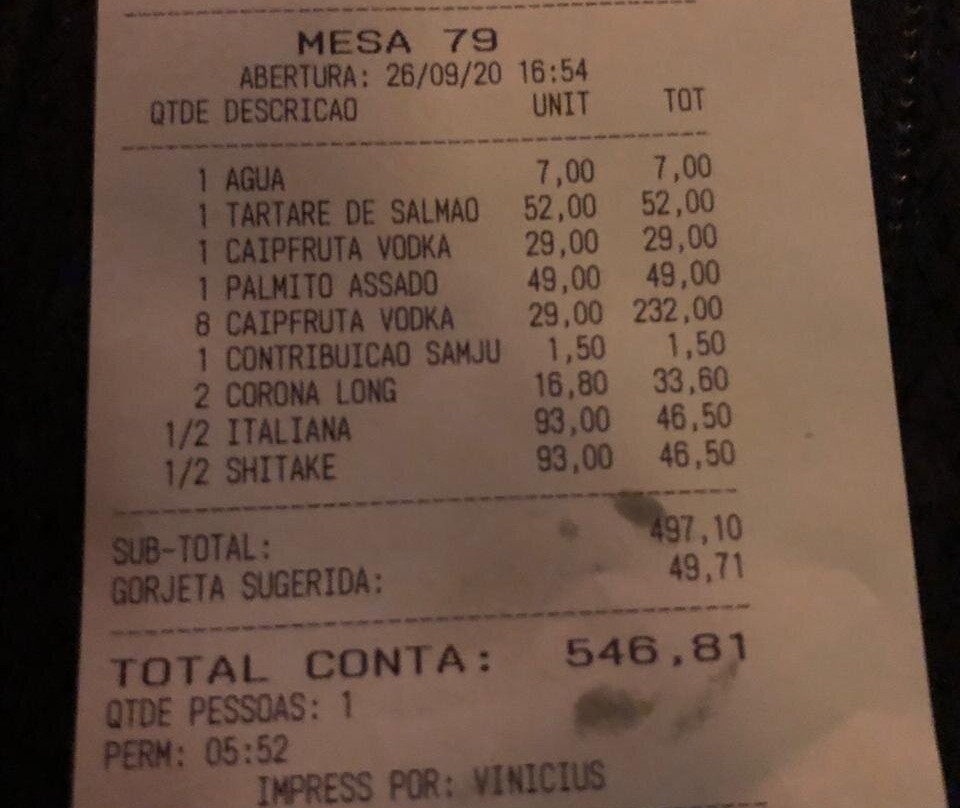 MESA 79
ABERTURA: 26/09/20 16:54
QTDE DESCRICAO UNIT TOT
1 AGUA 7,00 7,00
1 TARTARE DE SALMAO 52,00 52,00
1 CAIPFRUTA VODKA 29,00 29,00
1 PALMITO ASSADO 49,00 49,00
8 CAIPFRUTA VODKA 29,00 232,00
1 CONTRIBUICAO SAMJU 1,50 1,50
2 CORONA LONG 16,80 33,60
1/2 ITALIANA 93,00 46,50
1/2 SHITAKE 93,00 46,50
SUB-TOTAL: 497,10
GORJETA SUGERIDA: 49,71
TOTAL CONTA: 546,81
QTDE PESSOAS: 1
PERM: 05:52
IMPRESS POR: VINICIUS